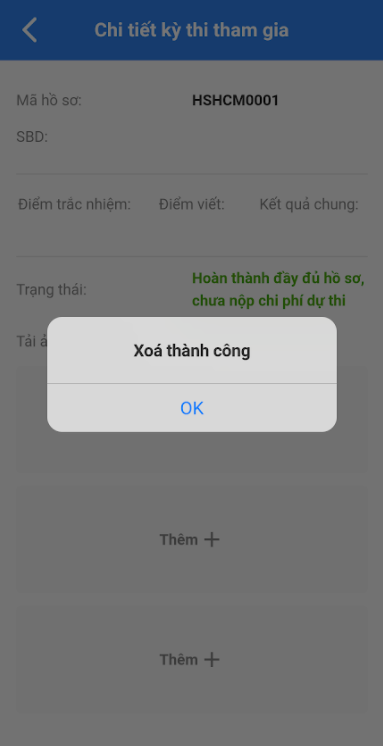 Chi tiết kỳ thi tham gia
Mã hồ sơ: HSHCM0001
SBD:
Điểm trắc nhiệm: Điểm viết: Kết quả chung:
Trạng thái: Hoàn thành đầy đủ hồ sơ,
chưa nộp chi phí dự thi
Tải ả
Xoá thành công
OK
Thêm +
Thêm +